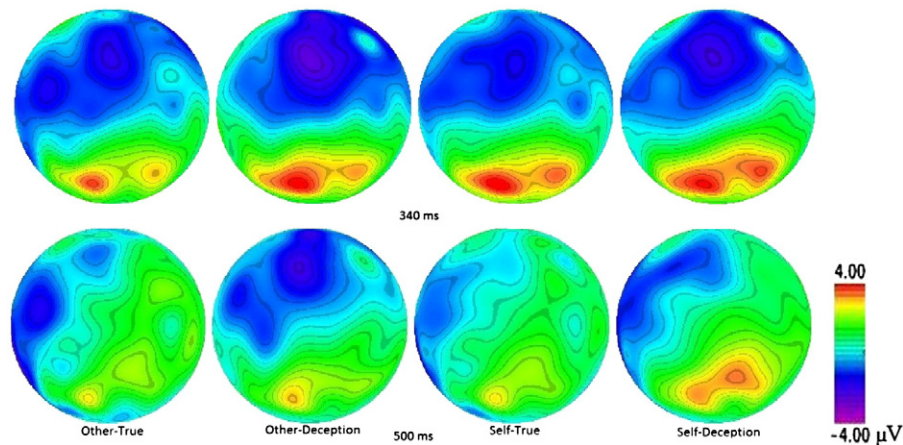 340 ms
4.00
Other-True
Other-Deception
500 ms
Self-True
Self-Deception
-4.00 μV